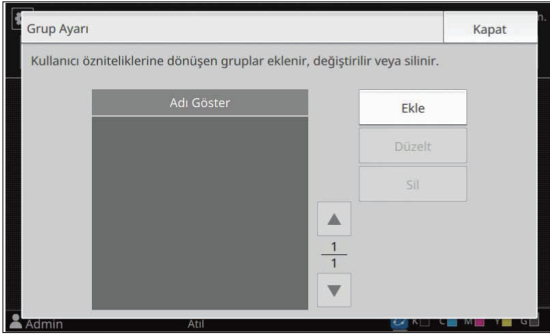 Grup Ayarı
Kapat
Kullanıcı özniteliklerine dönüşen gruplar eklenir, değiştirilir veya silinir.
Adı Göster
Ekle
Düzelt
Sil
1
1
Admin
Atıl
K C M Y G